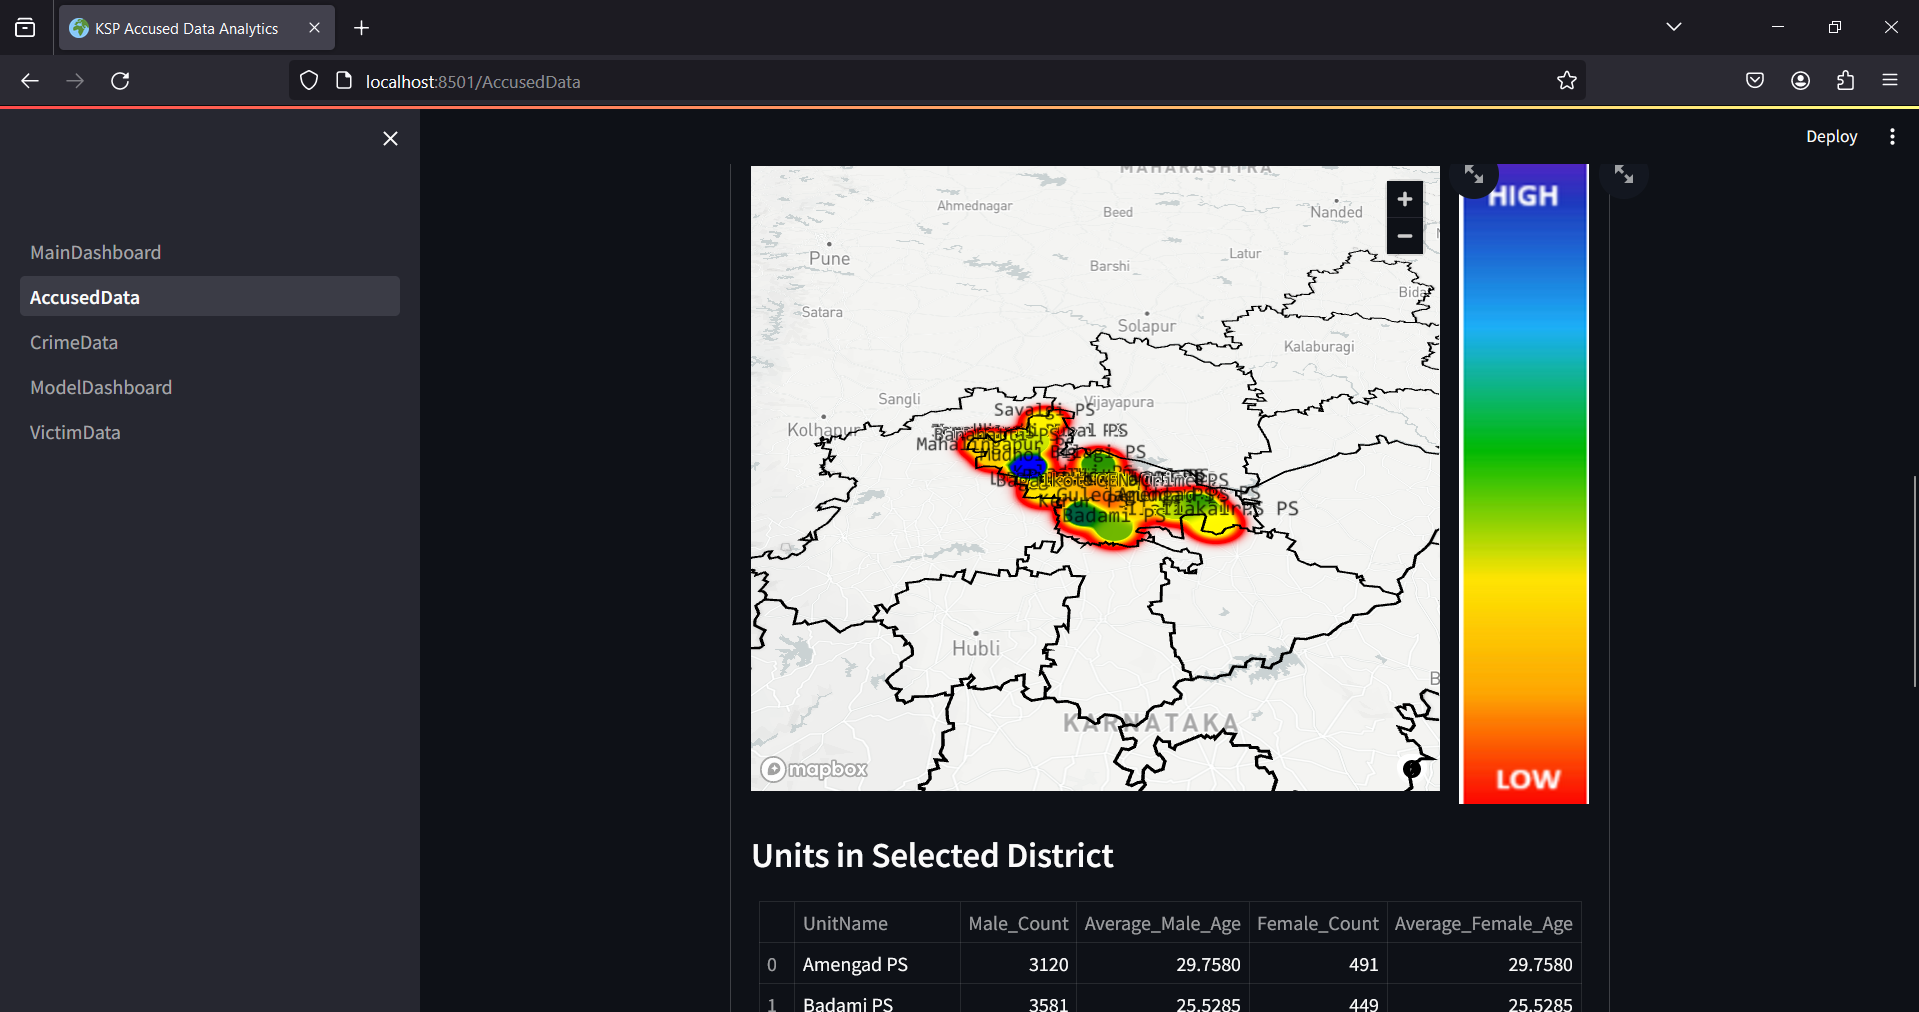 KSP Accused Data Analytics
localhost:8501/AccusedData
Deploy
MainDashboard
AccusedData
CrimeData
ModelDashboard
VictimData
MAHARASHTRA
Ahmednagar
Beed
Nanded
Pune
Latur
Barshi
Satara
Solapur
Kalaburagi
Sangli
Vijayapura
Kolhapur
Savalgi PS
Mahalingapur
Mudhol
Bilagi PS
Badami PS
Hubli
KARNATAKA
mapbox
+
−
HIGH
LOW
Units in Selected District
UnitName Male_Count Average_Male_Age Female_Count Average_Female_Age
0 Amengad PS 3120 29.7580 491 29.7580
1 Badami PS 3581 25.5285 449 25.5285